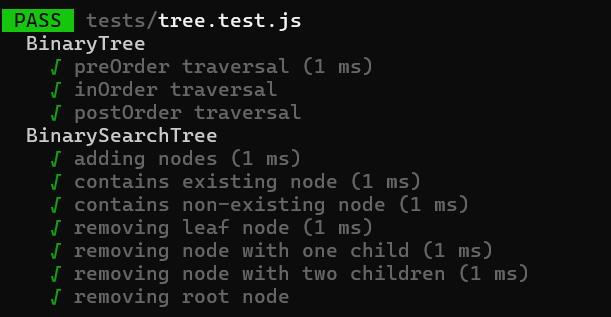 PASS tests/tree.test.js
BinaryTree
√ preOrder traversal (1 ms)
√ inOrder traversal
√ postOrder traversal
BinarySearchTree
√ adding nodes (1 ms)
√ contains existing node (1 ms)
√ contains non-existing node (1 ms)
√ removing leaf node (1 ms)
√ removing node with one child (1 ms)
√ removing node with two children (1 ms)
√ removing root node